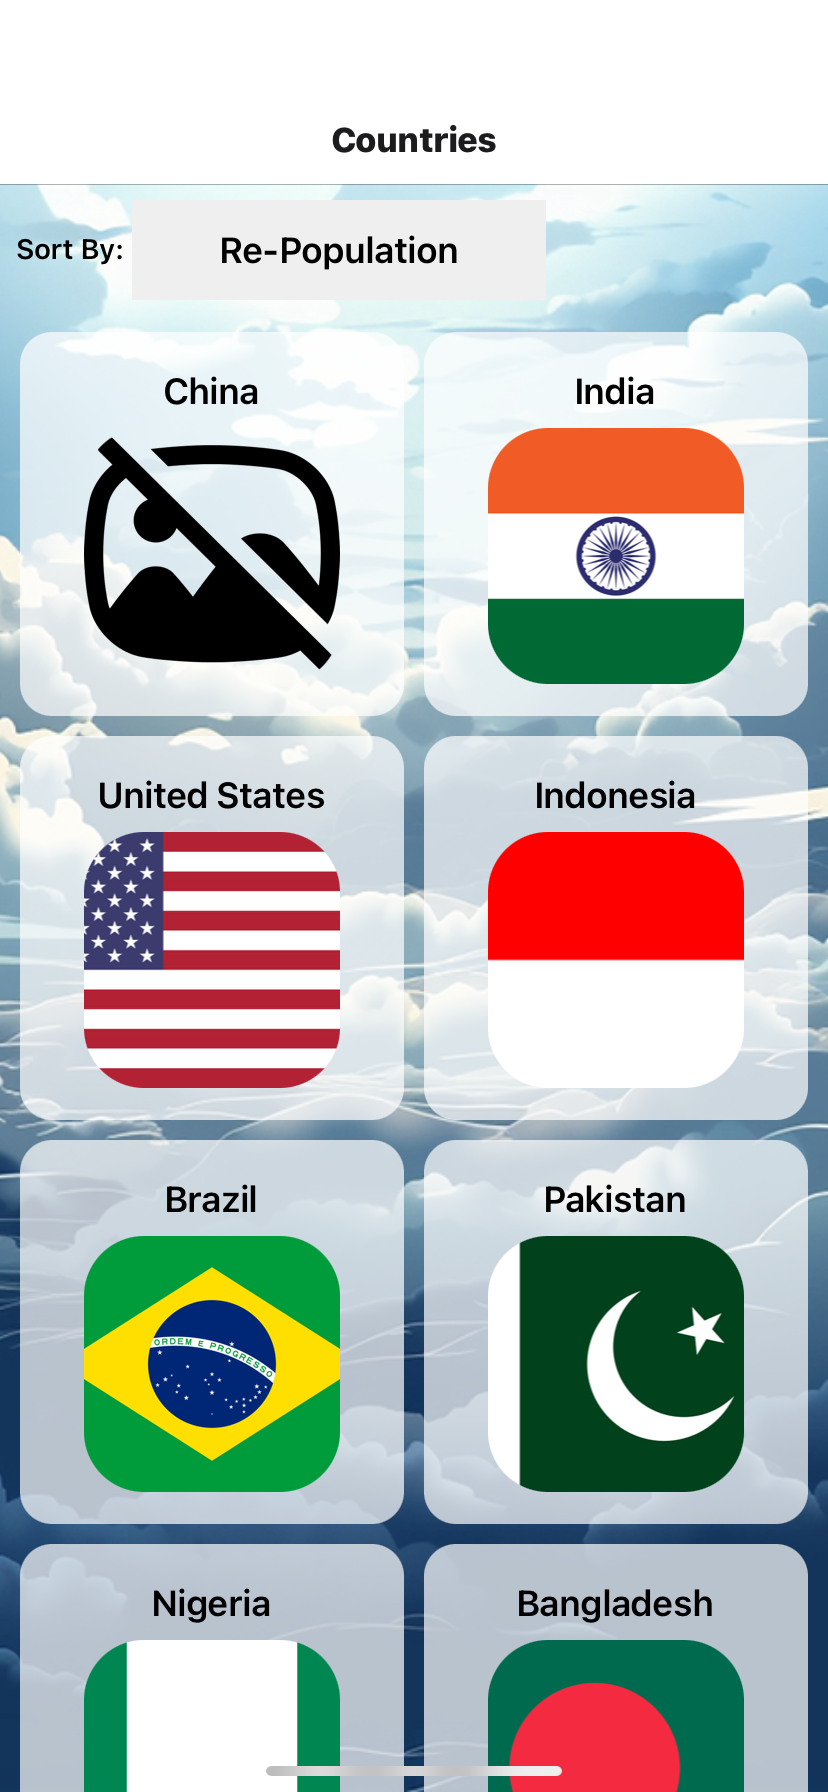 Countries
Sort By:
Re-Population
China
India
United States
Indonesia
Brazil
Pakistan
ORDEM E PROGRESSO
Nigeria
Bangladesh